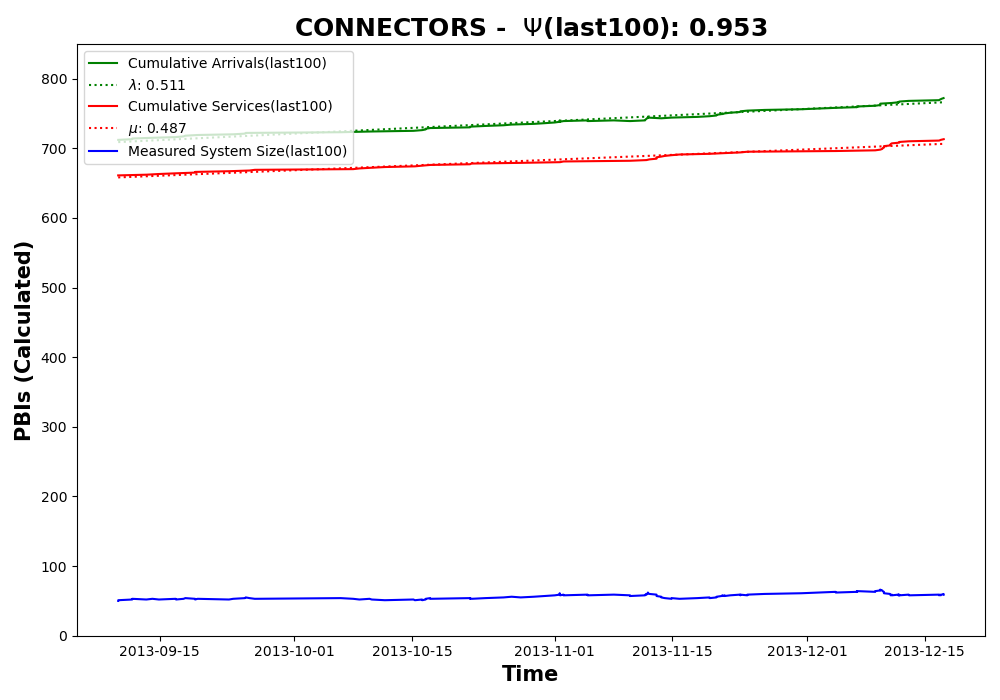 CONNECTORS - Ψ(last100): 0.953
Cumulative Arrivals(last100)
λ: 0.511
Cumulative Services(last100)
μ: 0.487
Measured System Size(last100)
PBIs (Calculated)
800
700
600
500
400
300
200
100
0
2013-09-15 2013-10-01 2013-10-15 2013-11-01 2013-11-15 2013-12-01 2013-12-15
Time